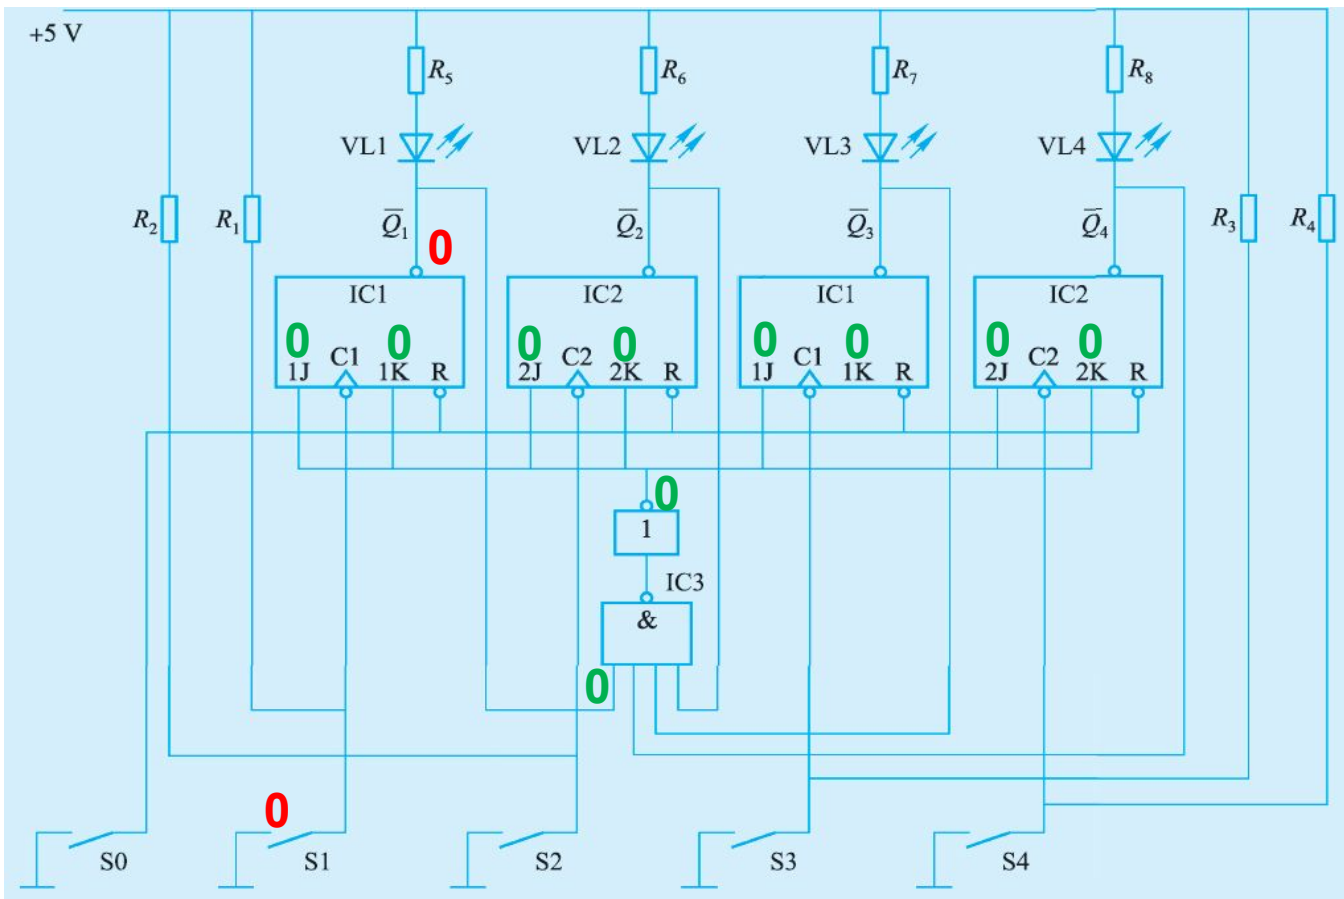 +5 V
R5 R6 R7 R8
VL1 VL2 VL3 VL4
R2 R1 Q̅1 Q̅2 Q̅3 Q̅4 R3 R4
0
IC1 IC2 IC1 IC2
0 0 0 0 0 0 0 0
1J C1 1K R 2J C2 2K R 1J C1 1K R 2J C2 2K R
0
1
IC3
&
0
0
S0 S1 S2 S3 S4